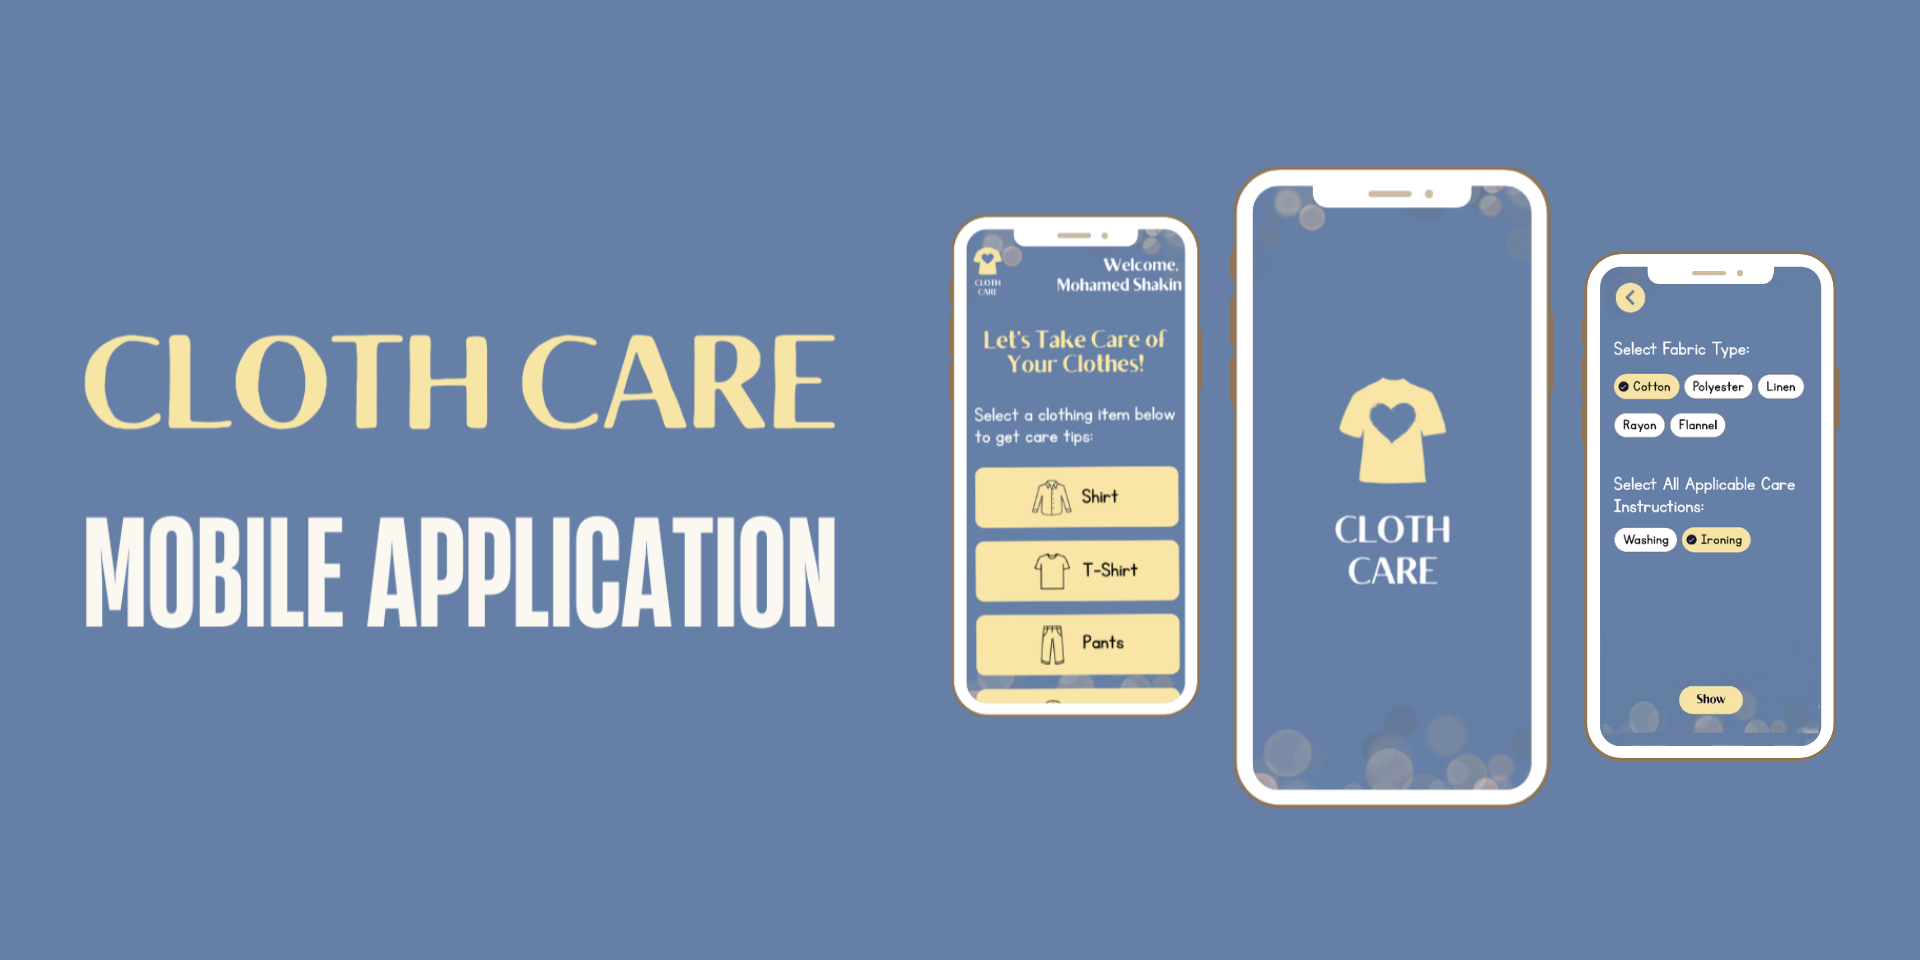 CLOTH CARE
MOBILE APPLICATION
CLOTH
CARE
Welcome,
Mohamed Shakin
Let's Take Care of
Your Clothes!
Select a clothing item below
to get care tips:
Shirt
T-Shirt
Pants
CLOTH
CARE
Select Fabric Type:
Cotton Polyester Linen
Rayon Flannel
Select All Applicable Care
Instructions:
Washing Ironing
Show